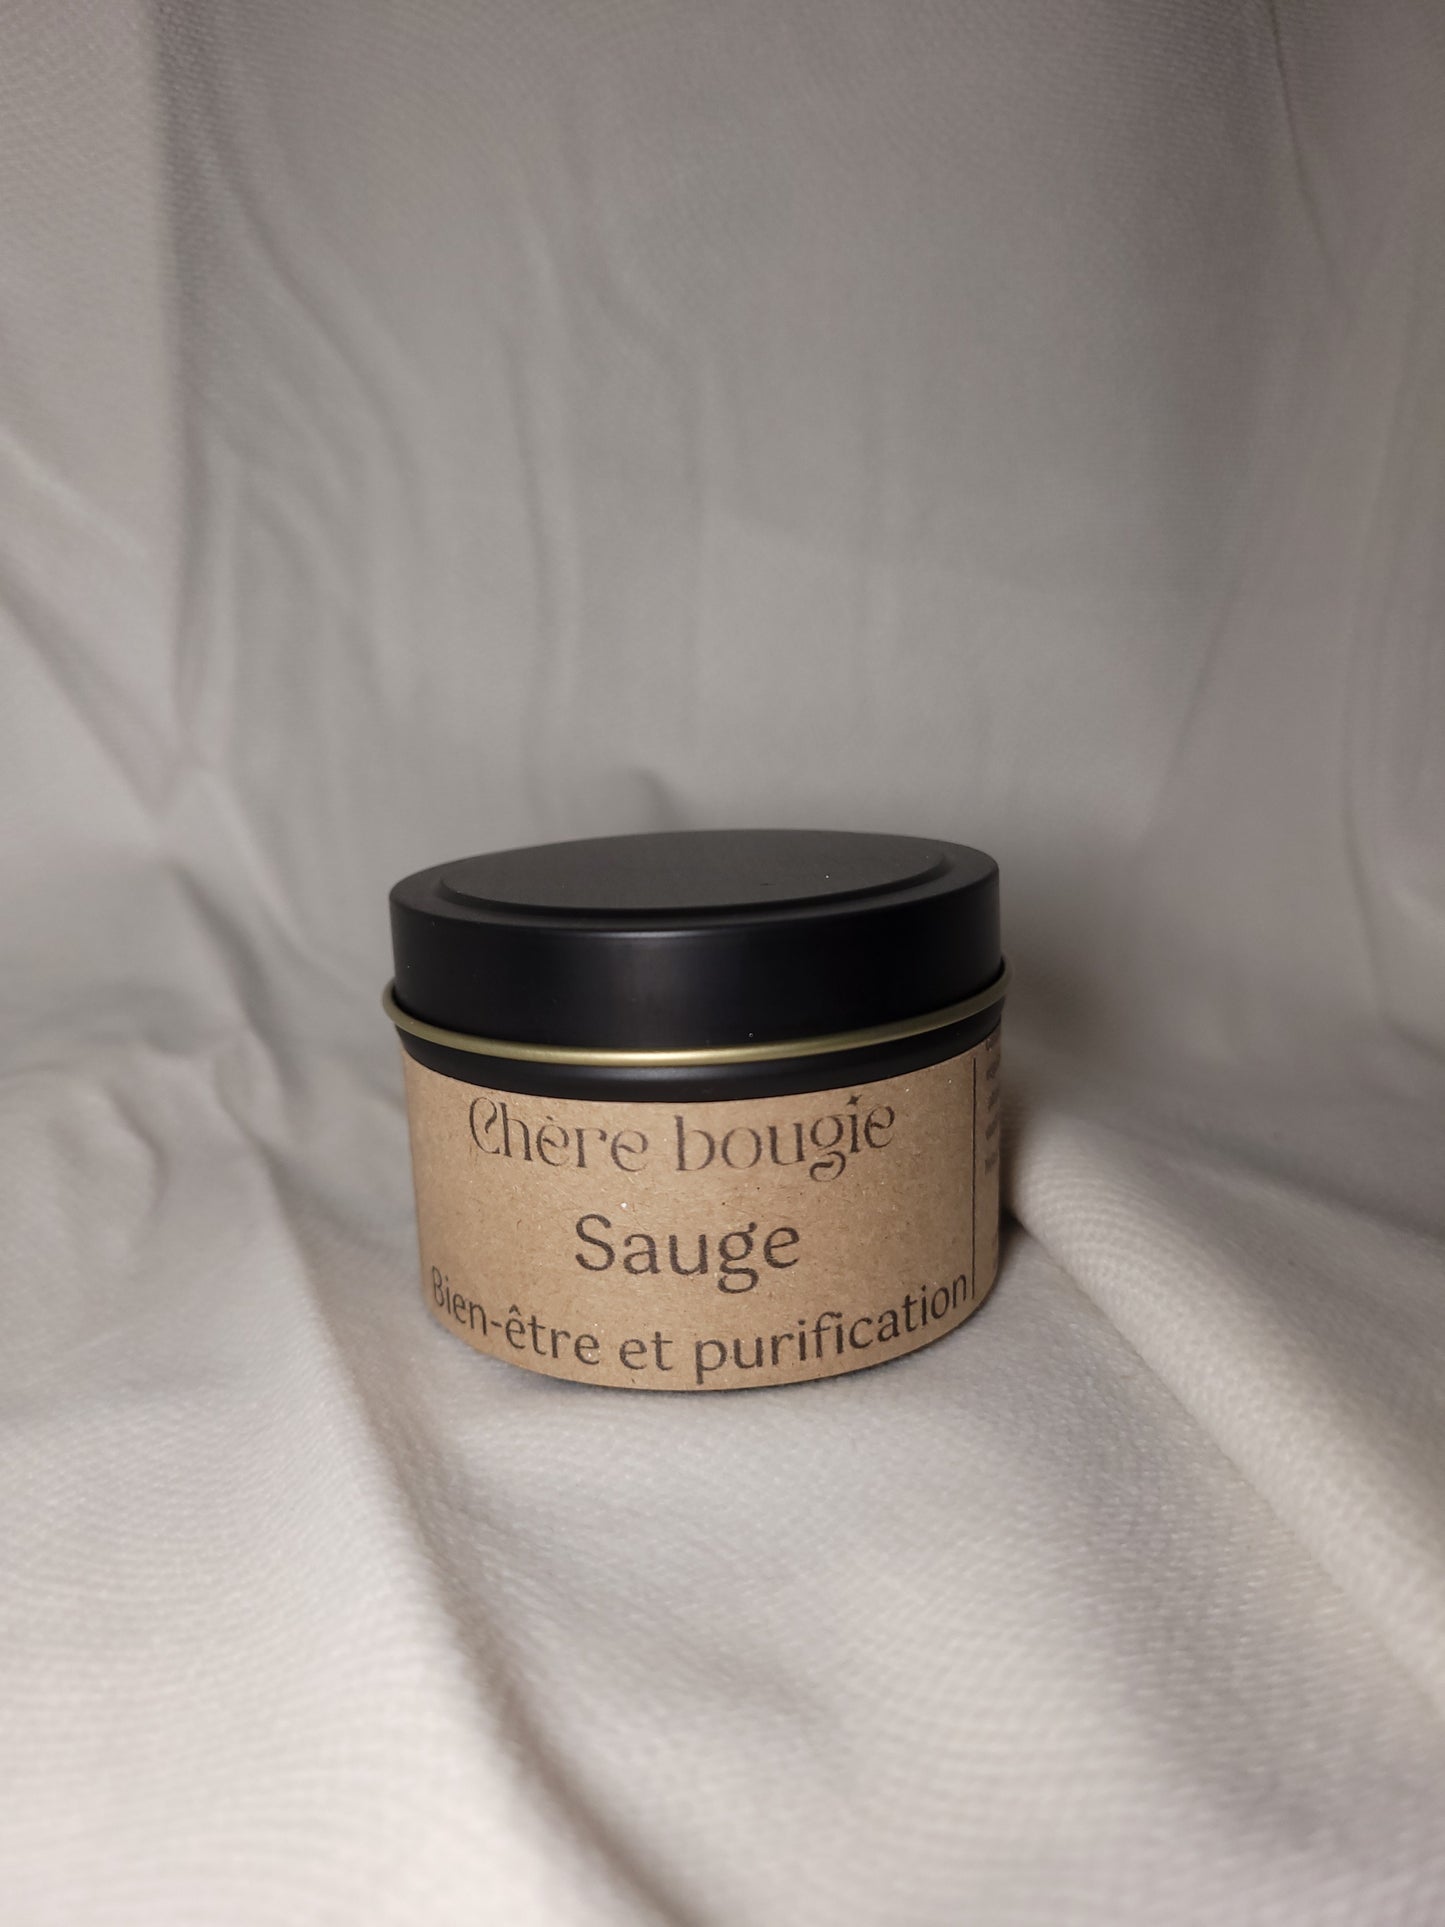 Chère bougie
Sauge
Bien-être et purification